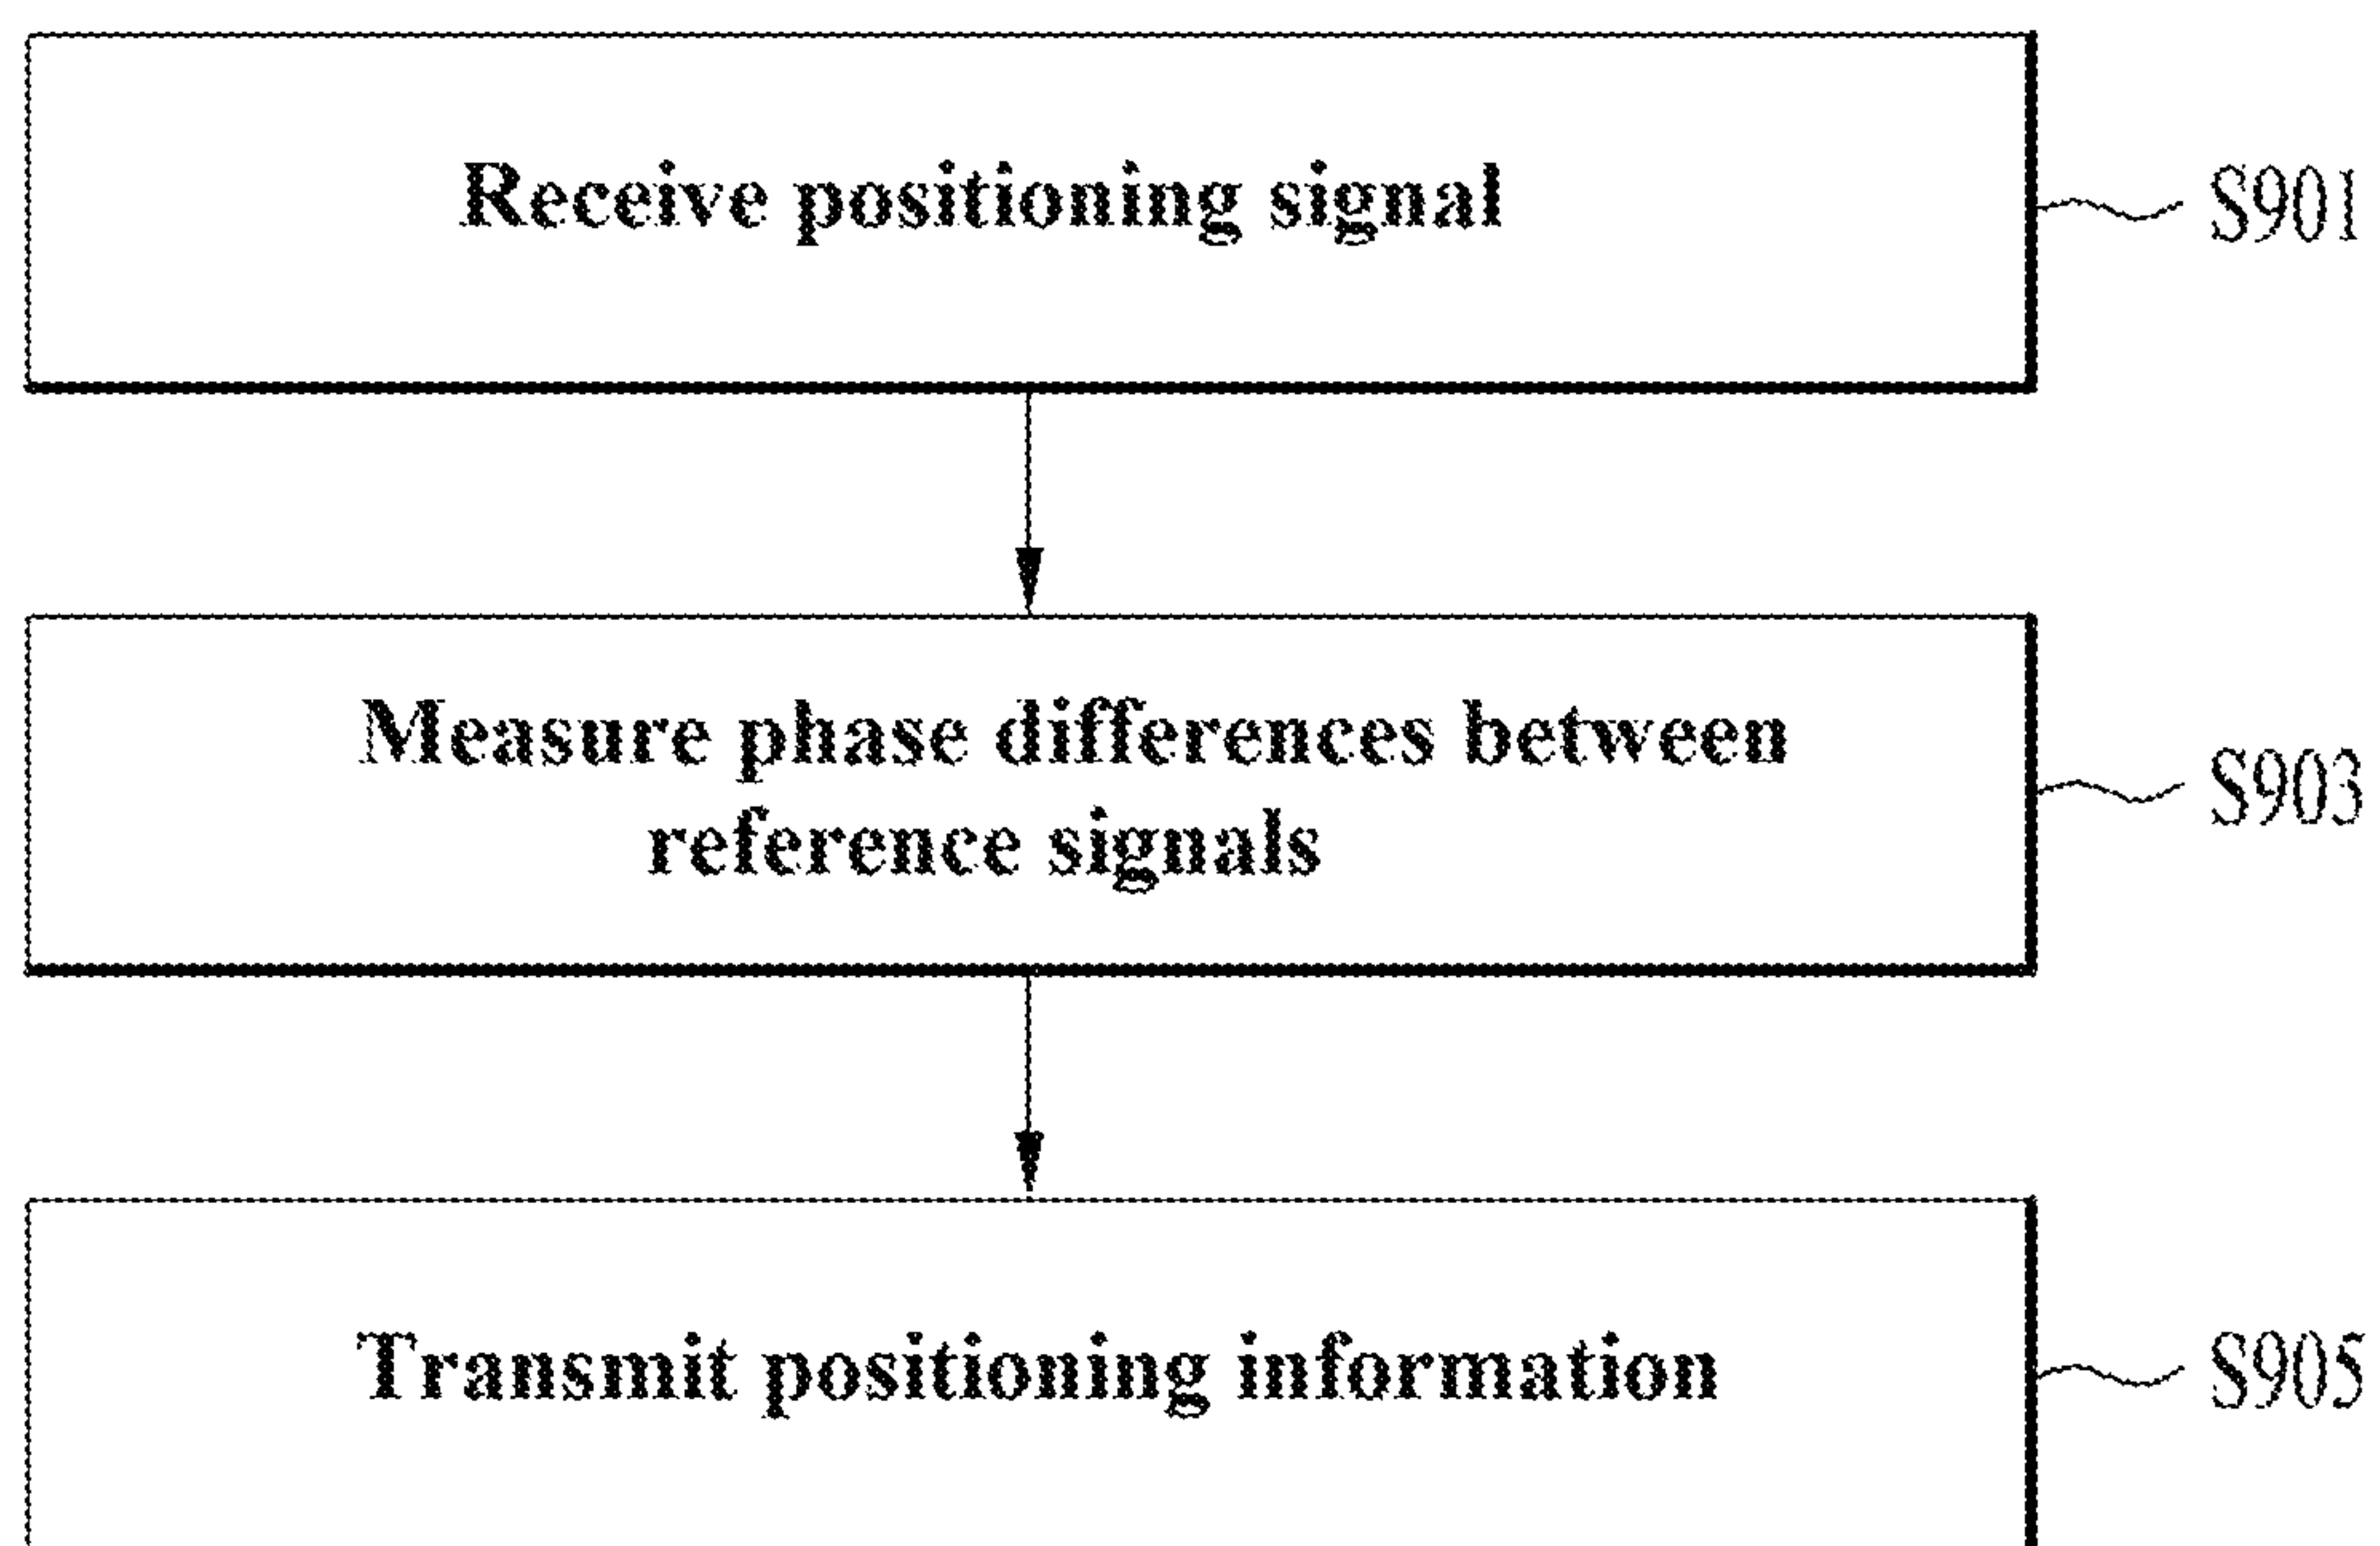 Receive positioning signal
S901
Measure phase differences between
reference signals
S903
Transmit positioning information
S905